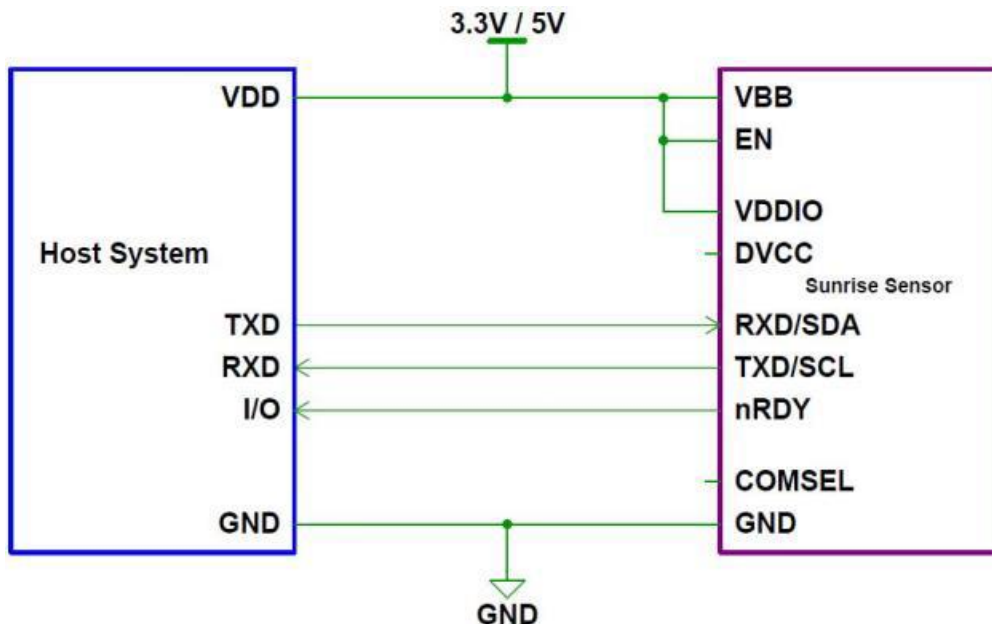 3.3V / 5V
VDD
VBB
EN
VDDIO
Host System
DVCC
Sunrise Sensor
TXD
RXD/SDA
RXD
TXD/SCL
I/O
nRDY
COMSEL
GND
GND
GND